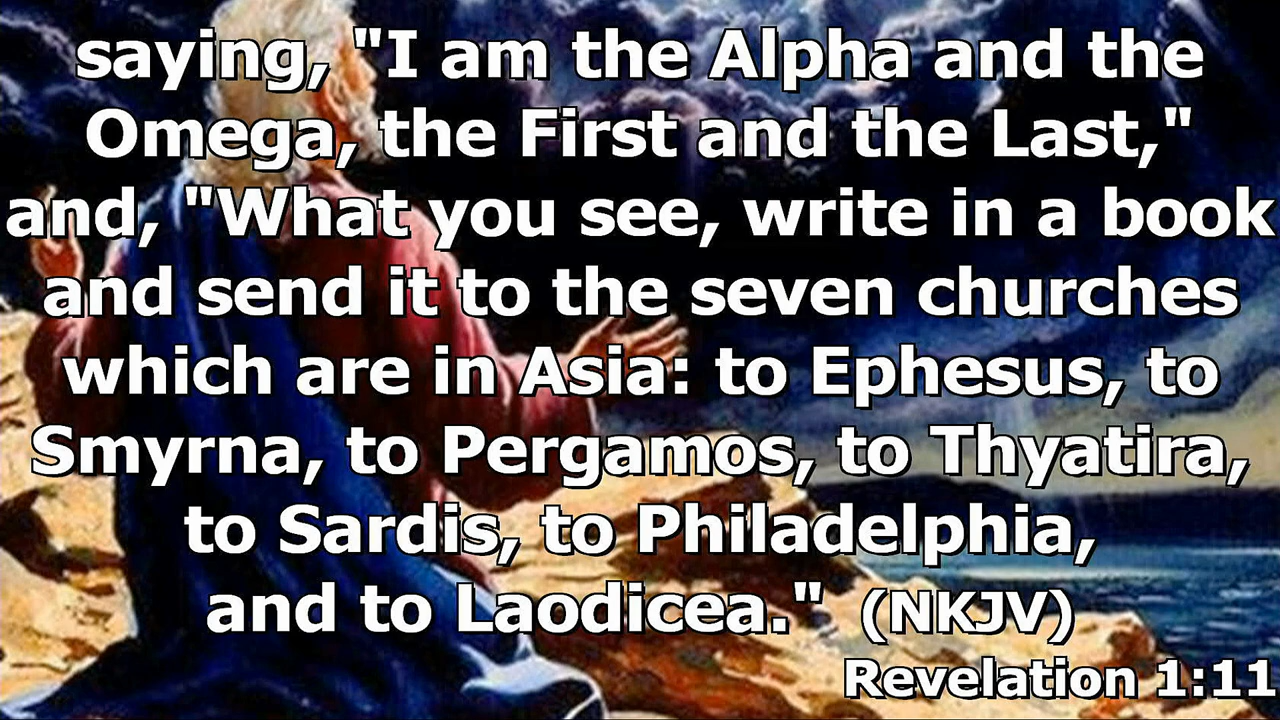 saying, "I am the Alpha and the
Omega, the First and the Last,"
and, "What you see, write in a book
and send it to the seven churches
which are in Asia: to Ephesus, to
Smyrna, to Pergamos, to Thyatira,
to Sardis, to Philadelphia,
and to Laodicea." (NKJV)
Revelation 1:11